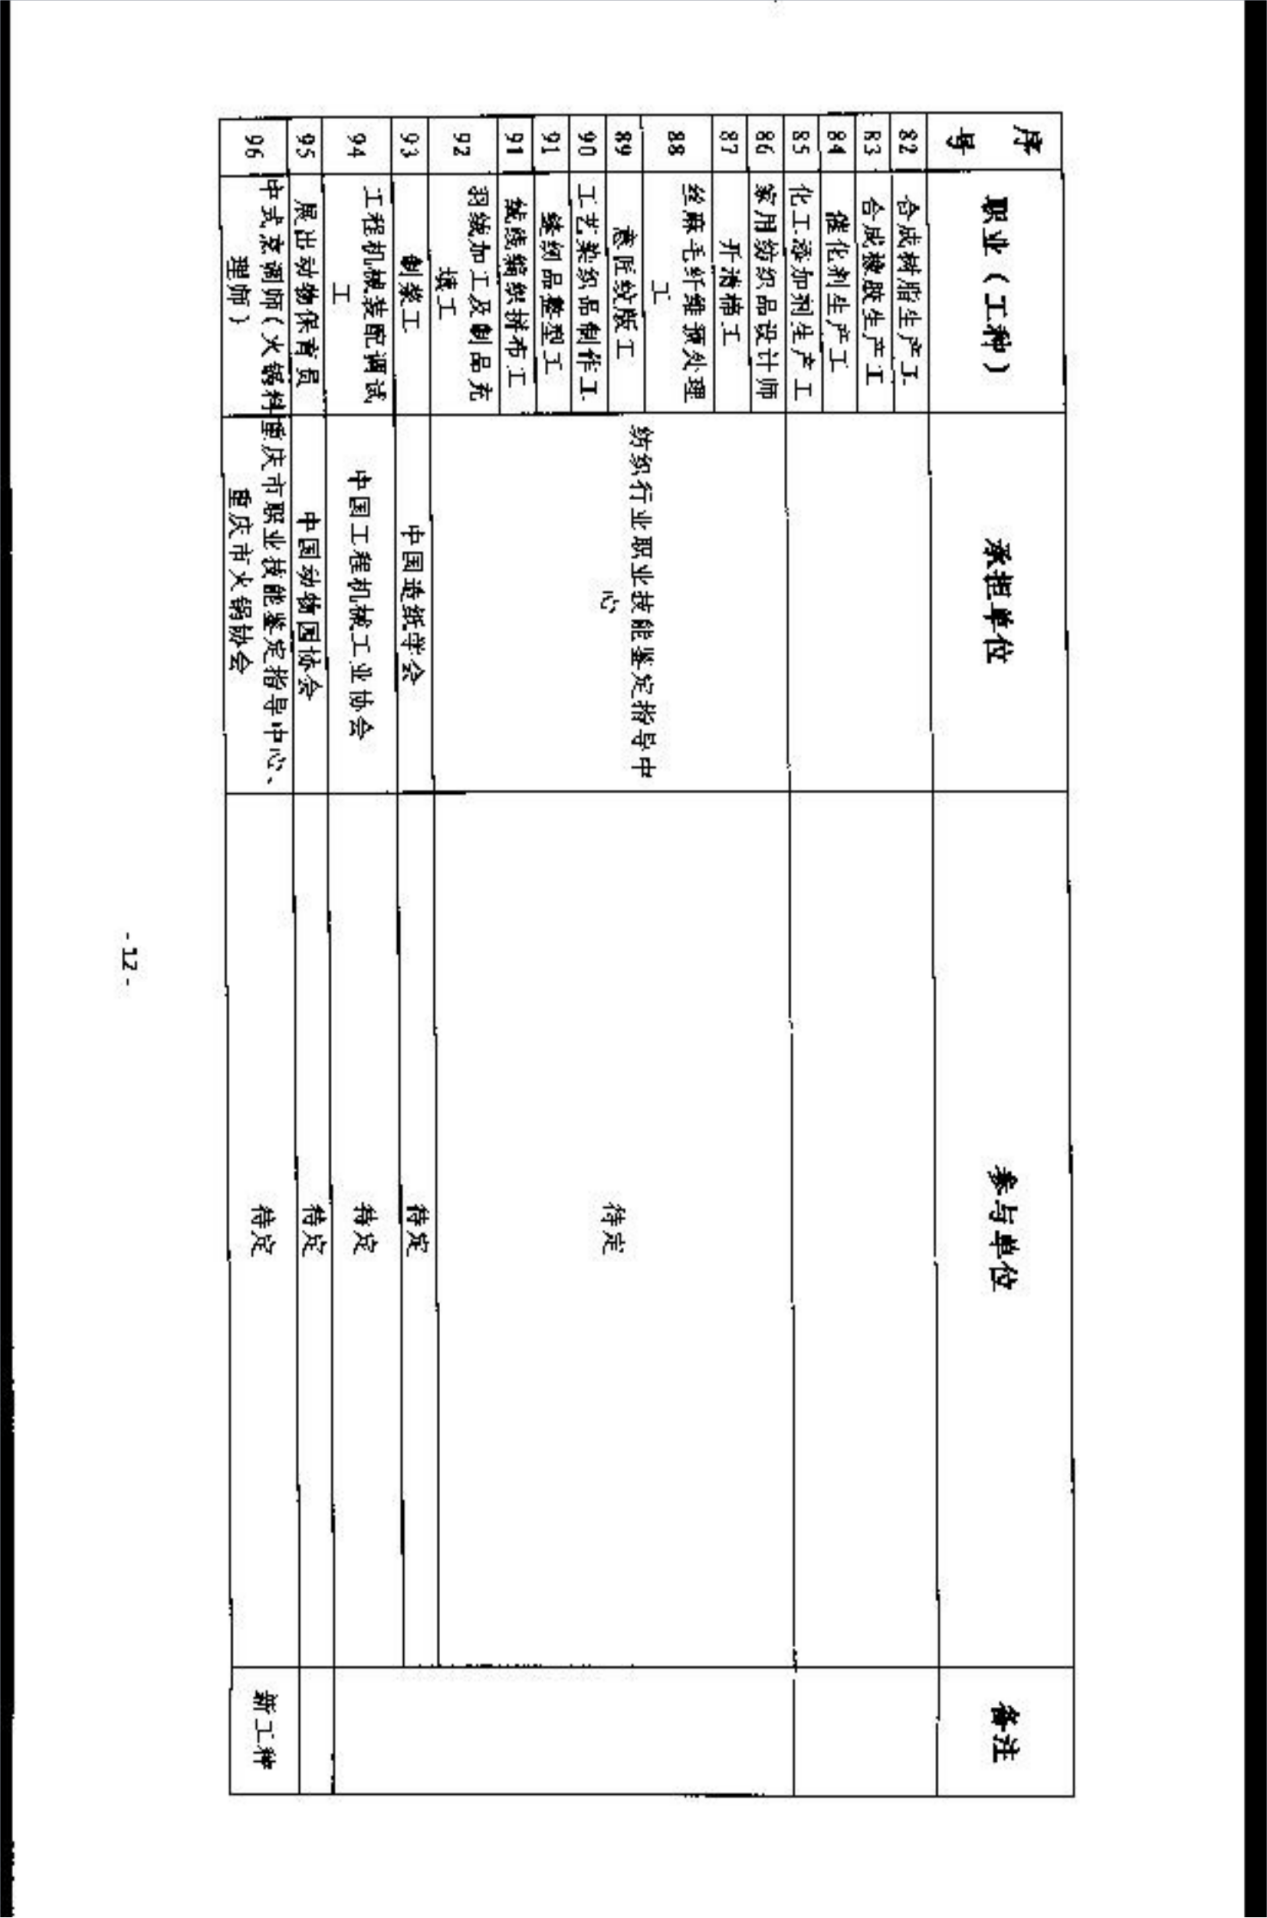 序号 职业（工种） 承担单位 参与单位 备注
82 合成树脂生产工
83 合成橡胶生产工
84 催化剂生产工
85 化工添加剂生产工
86 家用纺织品设计师
87 开清棉工
88 丝麻毛纤维预处理
工
89 意匠纹版工
纺织行业职业技能鉴定指导中
心
待定
90 工艺染织品制作工
91 缝纫品整型工
91 绒线编织拼布工
92 羽绒加工及制品充
填工
93 制浆工 中国造纸学会 待定
94 工程机械装配调试
工
中国工程机械工业协会 待定
95 展出动物保育员 中国动物园协会 待定
96 中式烹调师（火锅料
理师）
重庆市职业技能鉴定指导中心、
重庆市火锅协会
待定 新工种
- 12 -